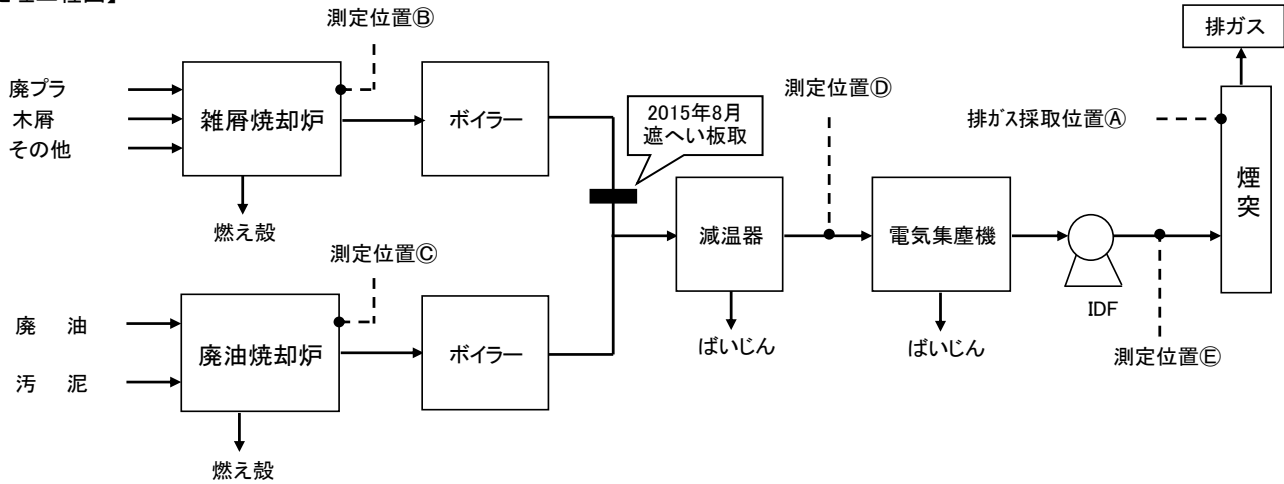 測定位置Ⓑ
排ガス
廃プラ
木屑
その他
雑屑焼却炉
ボイラー
2015年8月
遮へい板取
測定位置Ⓓ
排ガス採取位置Ⓐ
煙突
燃え殻
減温器
電気集塵機
測定位置Ⓒ
IDF
廃 油
汚 泥
廃油焼却炉
ボイラー
ばいじん
ばいじん
測定位置Ⓔ
燃え殻